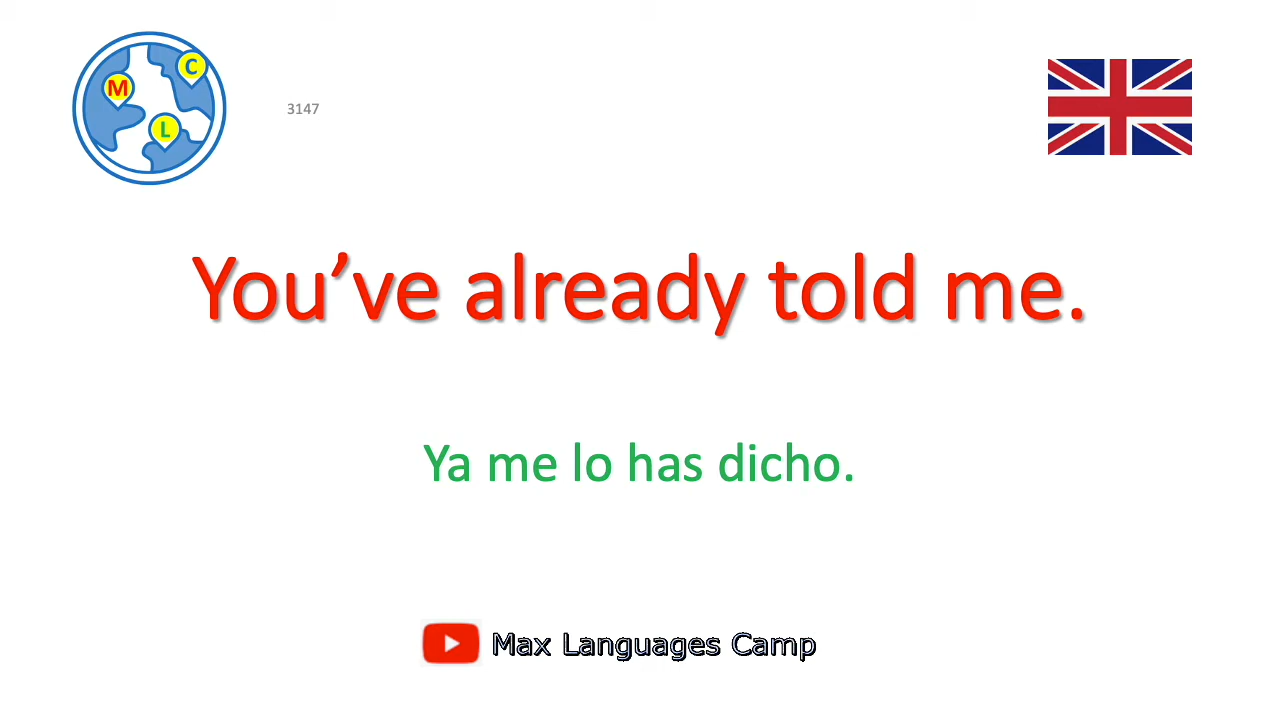 C
M
L
3147
You’ve already told me.
Ya me lo has dicho.
Max Languages Camp